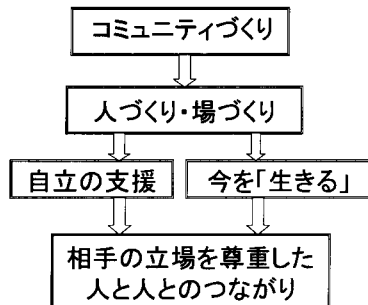 コミュニティづくり
人づくり・場づくり
自立の支援
今を「生きる」
相手の立場を尊重した
人と人とのつながり